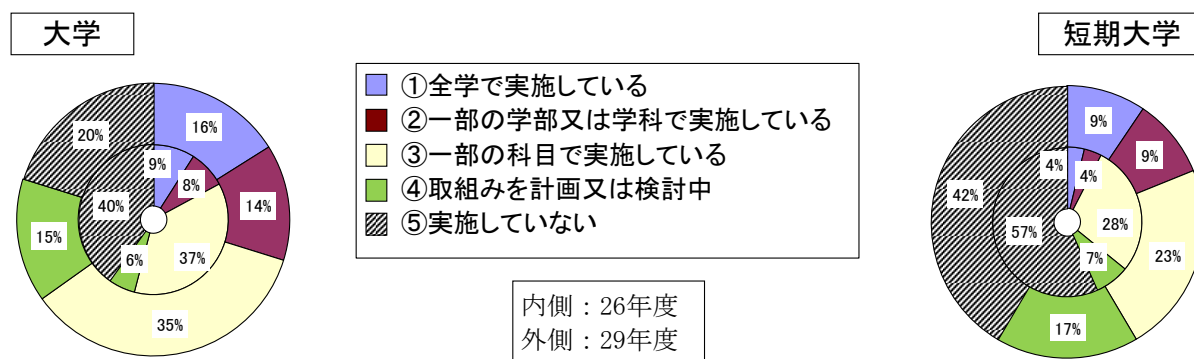 大学
短期大学
①全学で実施している
②一部の学部又は学科で実施している
③一部の科目で実施している
④取組みを計画又は検討中
⑤実施していない
内側：26年度
外側：29年度
16%
14%
35%
15%
20%
9%
8%
37%
6%
40%
9%
9%
23%
17%
42%
4%
4%
28%
7%
57%